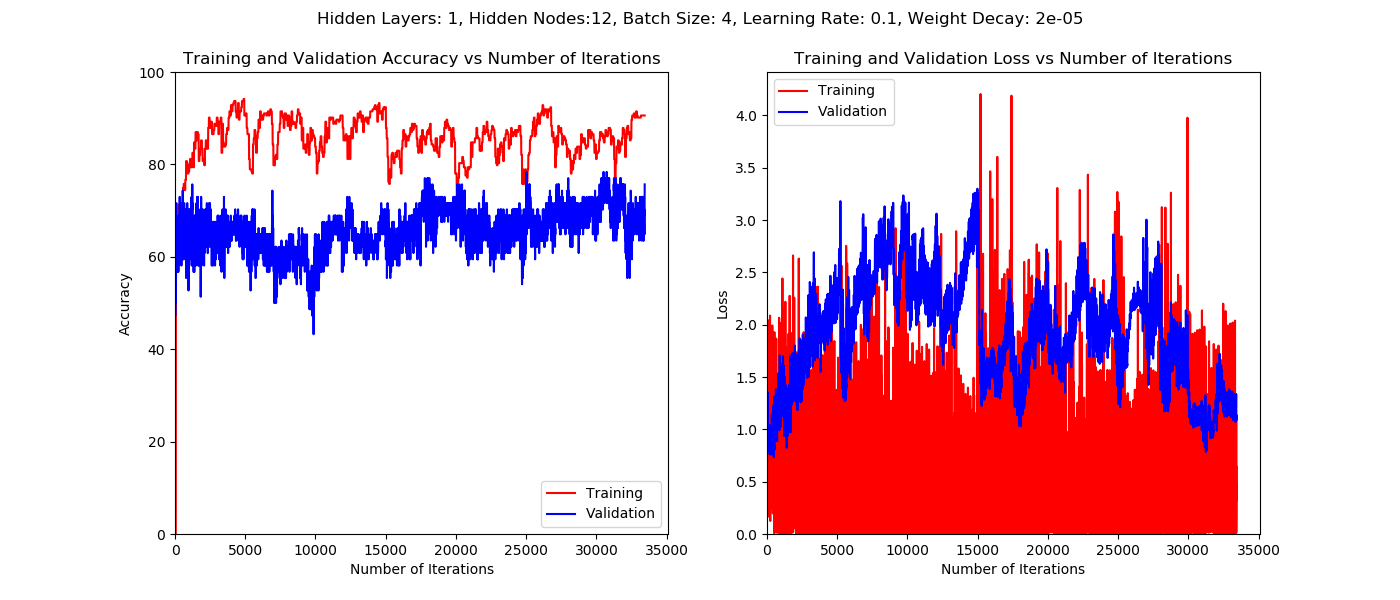 Hidden Layers: 1, Hidden Nodes:12, Batch Size: 4, Learning Rate: 0.1, Weight Decay: 2e-05
Training and Validation Accuracy vs Number of Iterations
100
80
60
40
20
0
Accuracy
0 5000 10000 15000 20000 25000 30000 35000
Number of Iterations
Training
Validation
Training and Validation Loss vs Number of Iterations
Training
Validation
4.0
3.5
3.0
2.5
2.0
1.5
1.0
0.5
0.0
Loss
0 5000 10000 15000 20000 25000 30000 35000
Number of Iterations